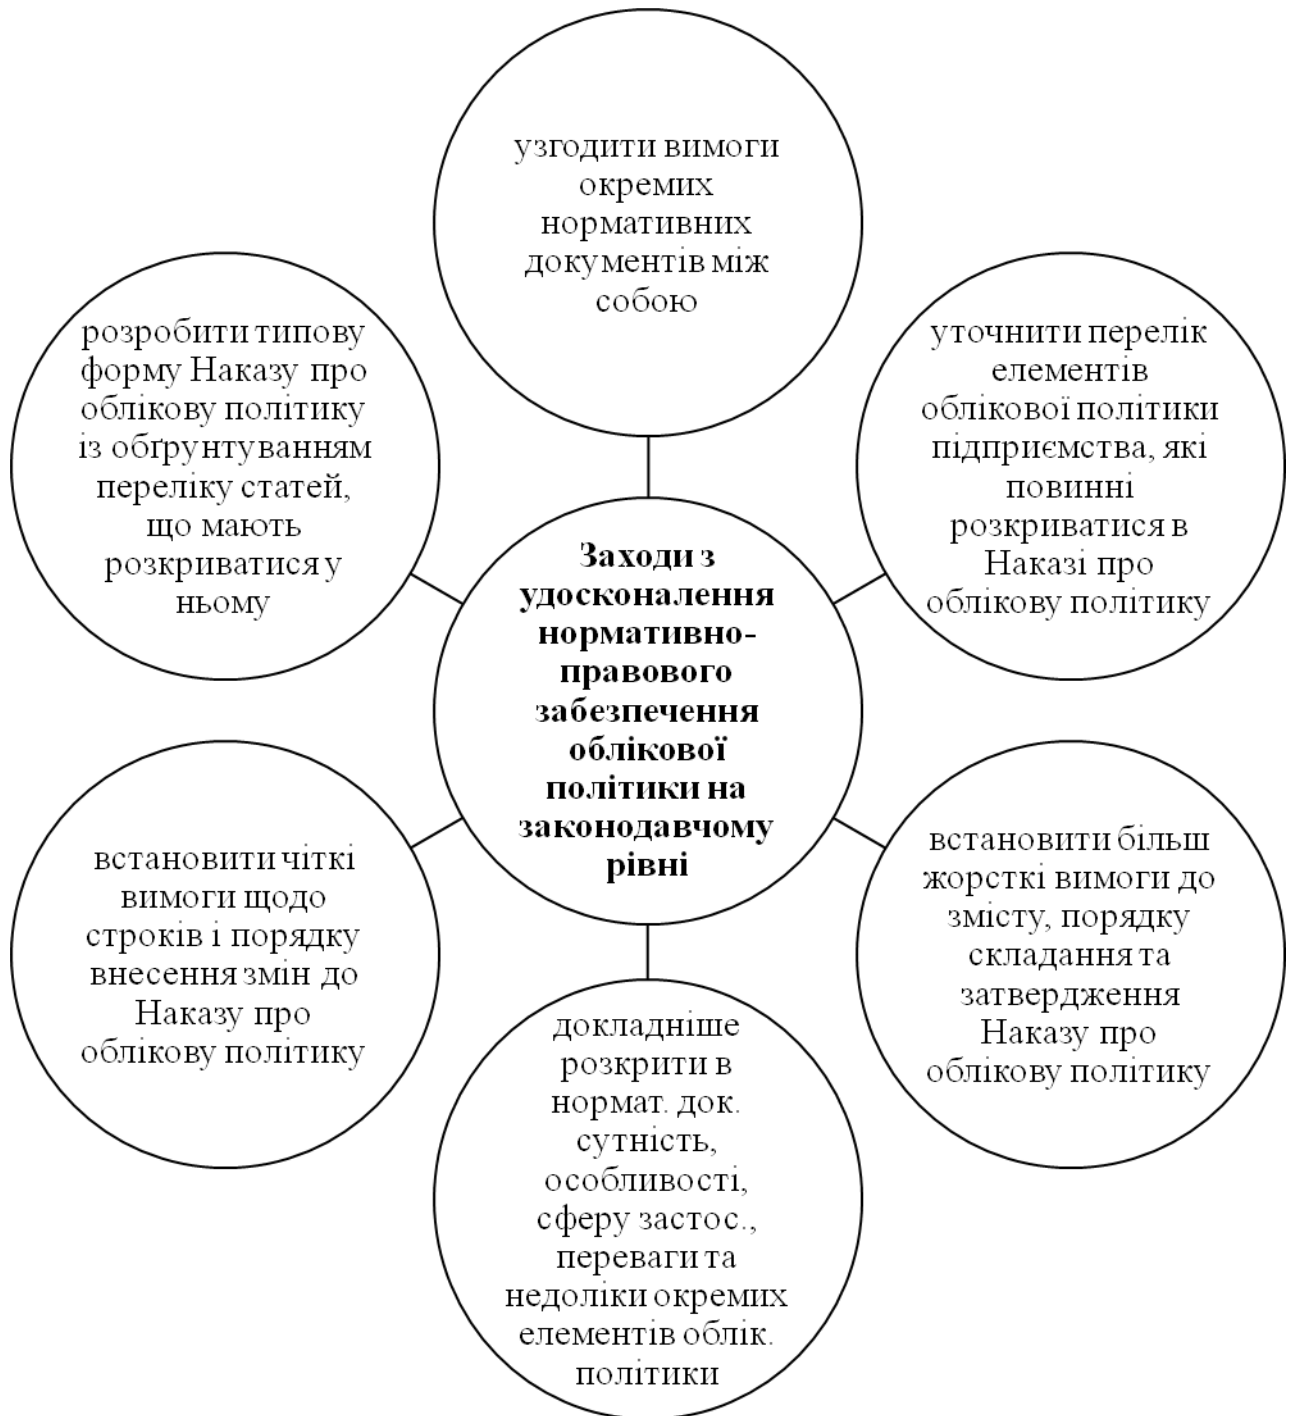 узгодити вимоги
окремих
нормативних
документів між
собою
розробити типову
форму Наказу про
облікову політику
із обґрунтуванням
переліку статей,
що мають
розкриватися у
ньому
уточнити перелік
елементів
облікової політики
підприємства, які
повинні
розкриватися в
Наказі про
облікову політику
Заходи з
удосконалення
нормативно-
правового
забезпечення
облікової
політики на
законодавчому
рівні
встановити чіткі
вимоги щодо
строків і порядку
внесення змін до
Наказу про
облікову політику
встановити більш
жорсткі вимоги до
змісту, порядку
складання та
затвердження
Наказу про
облікову політику
докладніше
розкрити в
нормат. док.
сутність,
особливості,
сферу застос.,
переваги та
недоліки окремих
елементів облік.
політики